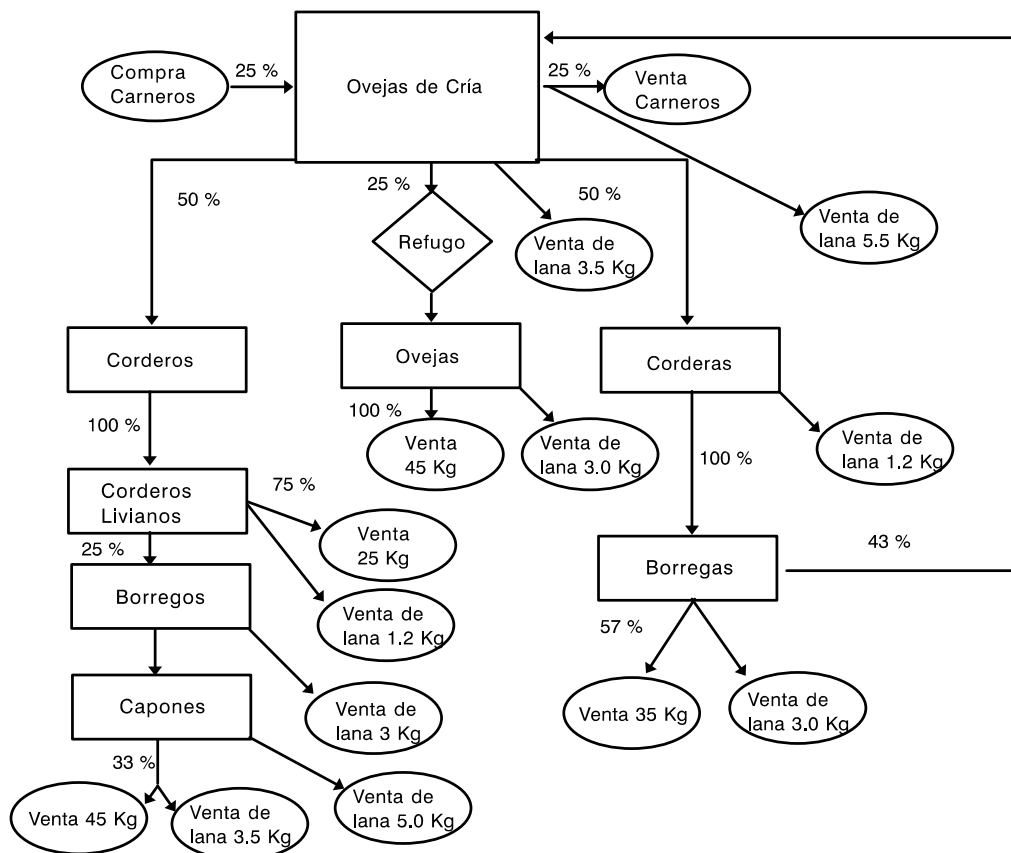 Compra
Carneros
25 %
Ovejas de Cría
25 %
Venta
Carneros
50 %
25 %
50 %
Refugo
Venta de
lana 3.5 Kg
Venta de
lana 5.5 Kg
Corderos
Ovejas
Corderas
100 %
100 %
Venta
45 Kg
Venta de
lana 3.0 Kg
Venta de
lana 1.2 Kg
100 %
Corderos
Livianos
75 %
Venta
25 Kg
25 %
Borregos
Venta de
lana 1.2 Kg
Borregas
43 %
57 %
Capones
Venta de
lana 3 Kg
Venta 35 Kg
Venta de
lana 3.0 Kg
33 %
Venta 45 Kg
Venta de
lana 3.5 Kg
Venta de
lana 5.0 Kg